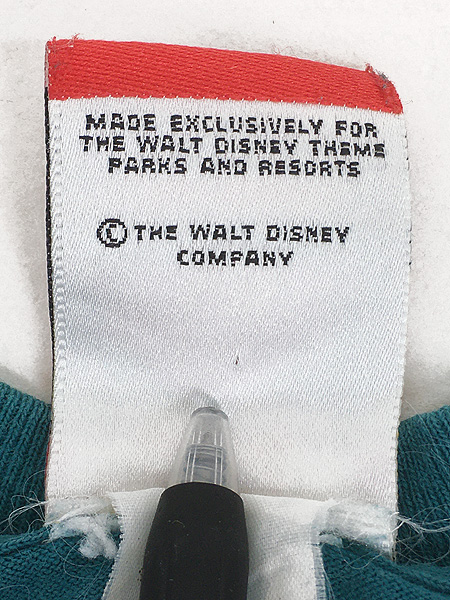 MADE EXCLUSIVELY FOR
THE WALT DISNEY THEME
PARKS AND RESORTS
© THE WALT DISNEY
COMPANY